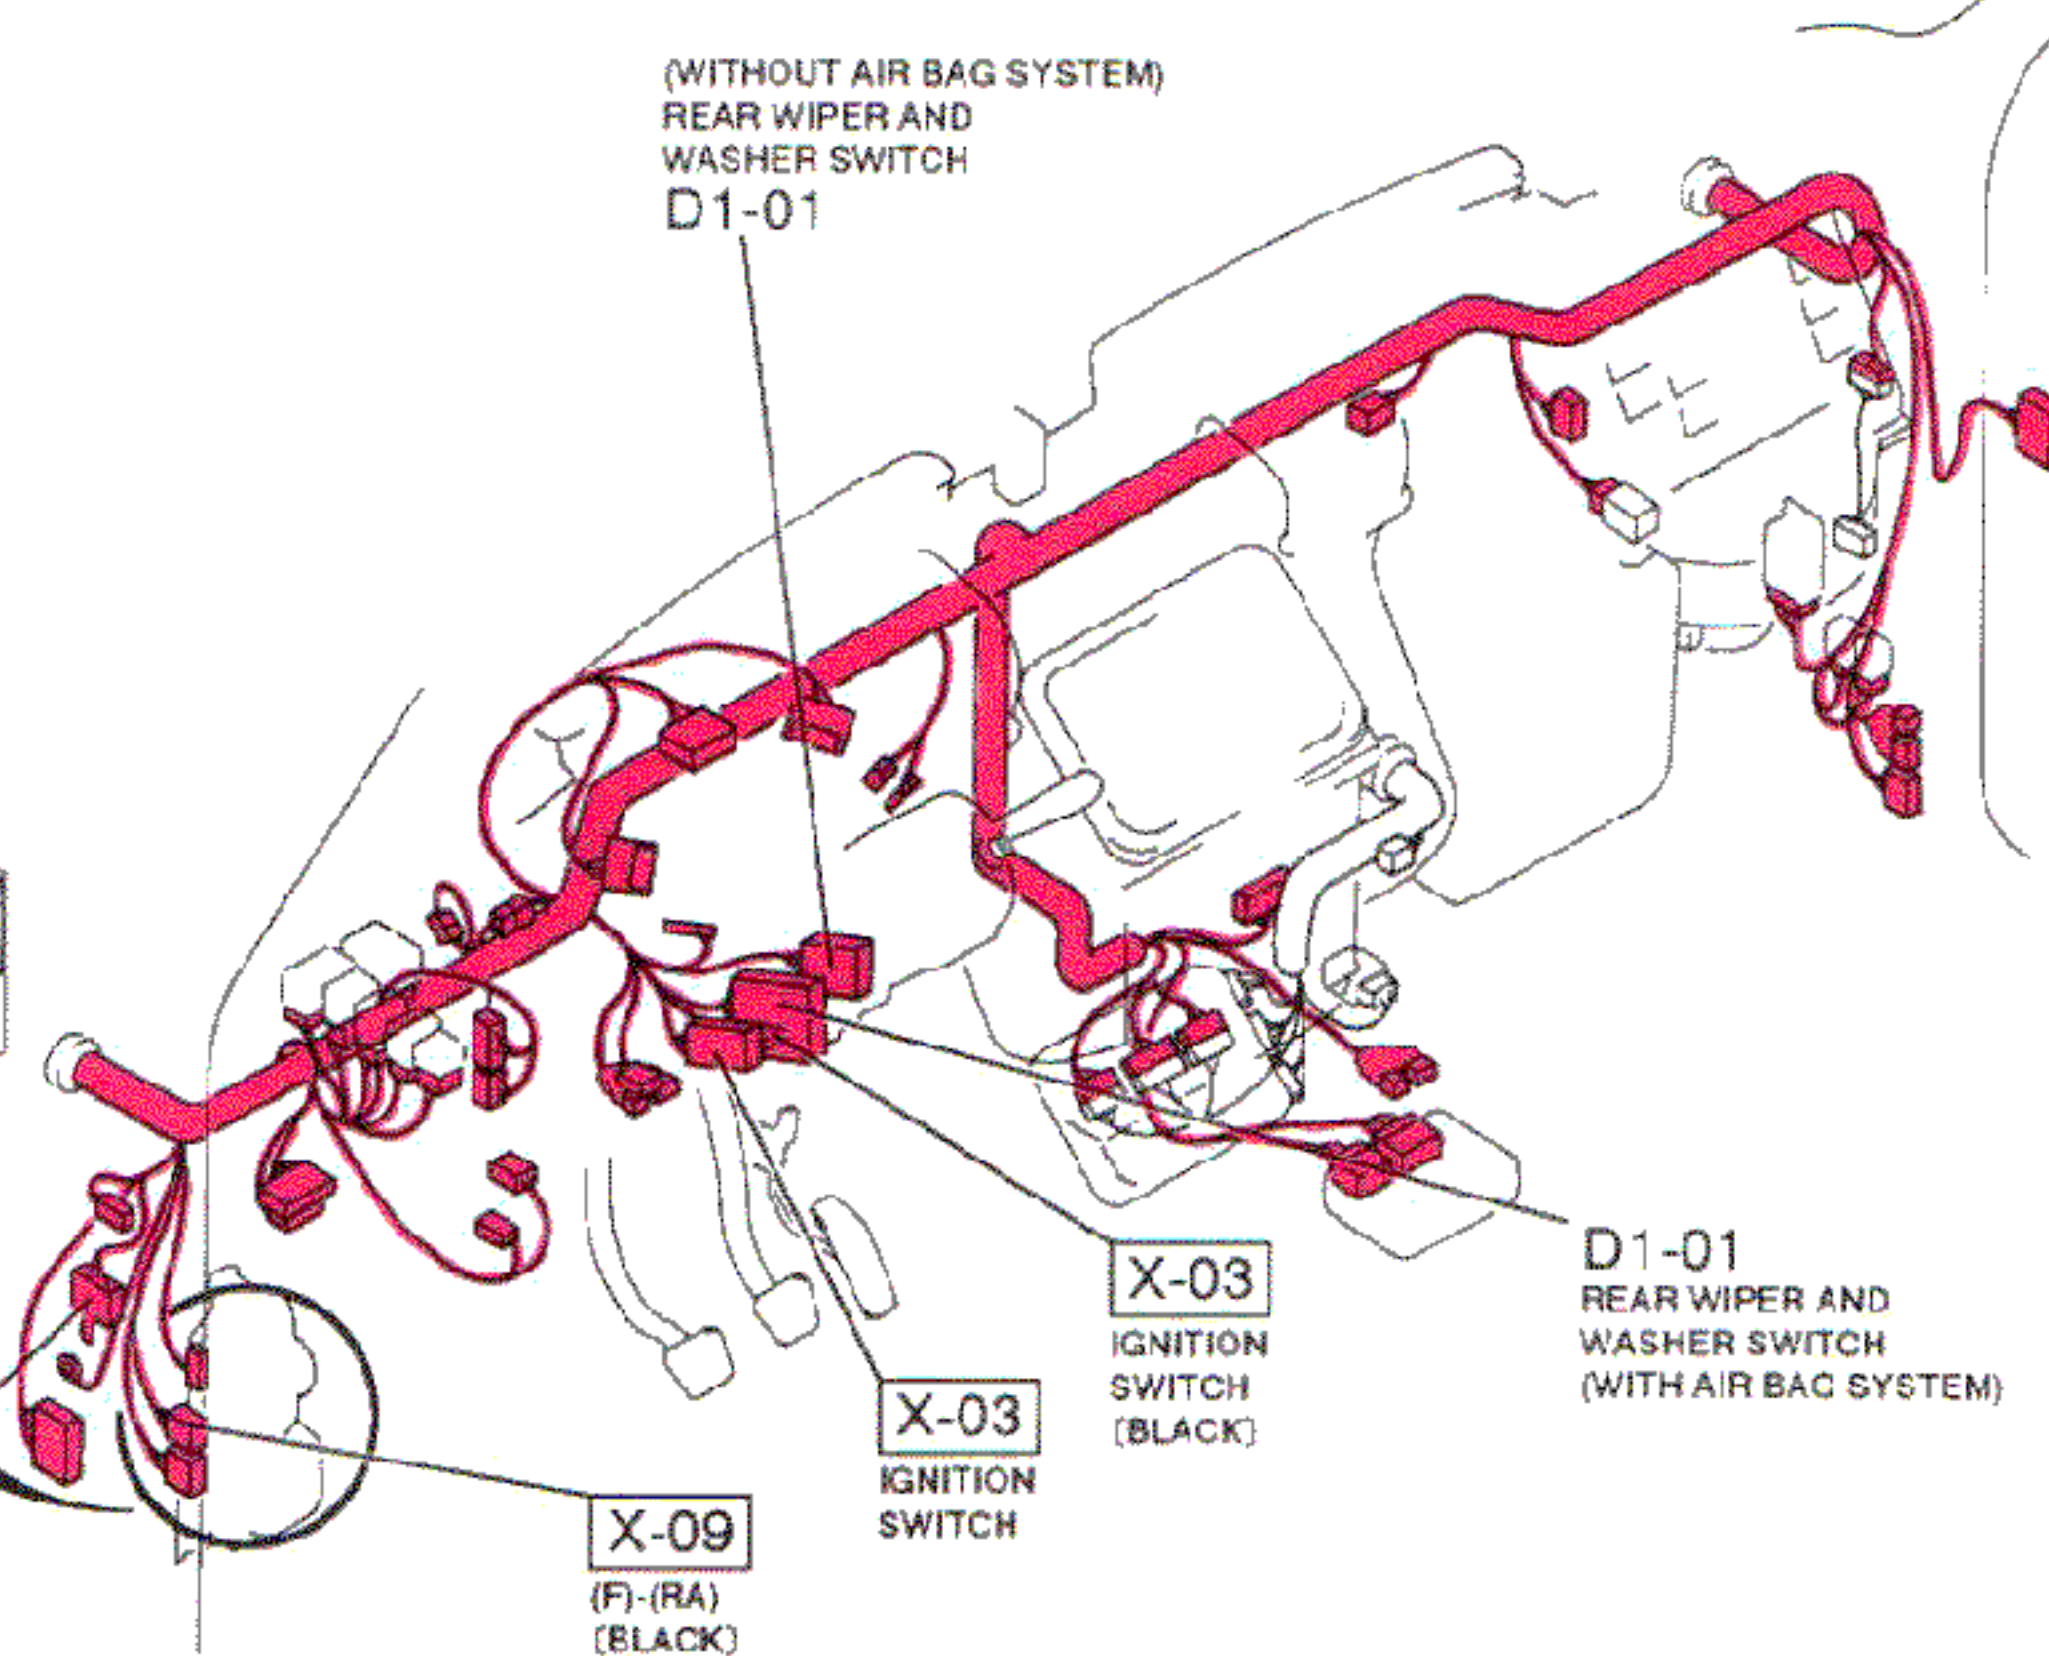 (WITHOUT AIR BAG SYSTEM)
REAR WIPER AND
WASHER SWITCH
D1-01
D1-01
REAR WIPER AND
WASHER SWITCH
(WITH AIR BAG SYSTEM)
X-03
IGNITION
SWITCH
[BLACK]
X-03
IGNITION
SWITCH
X-09
(F)-(RA)
[BLACK]